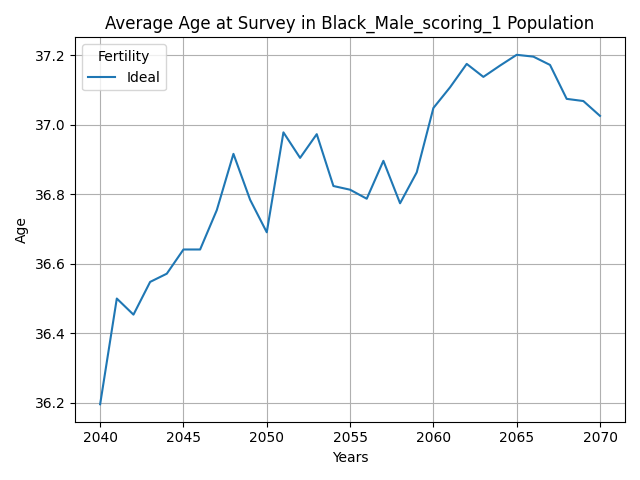 Average Age at Survey in Black_Male_scoring_1 Population
Fertility
Ideal
37.2
37.0
36.8
36.6
36.4
36.2
Age
2040 2045 2050 2055 2060 2065 2070
Years